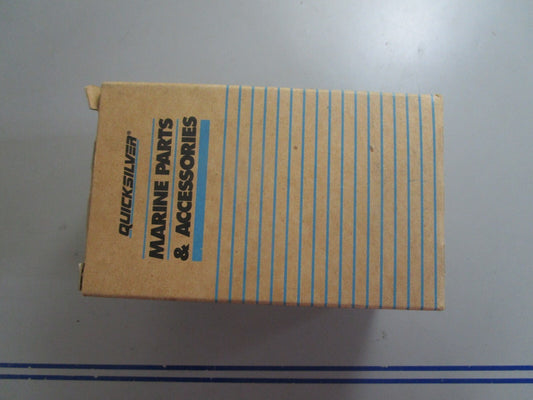 QUICKSILVER®
MARINE PARTS
& ACCESSORIES